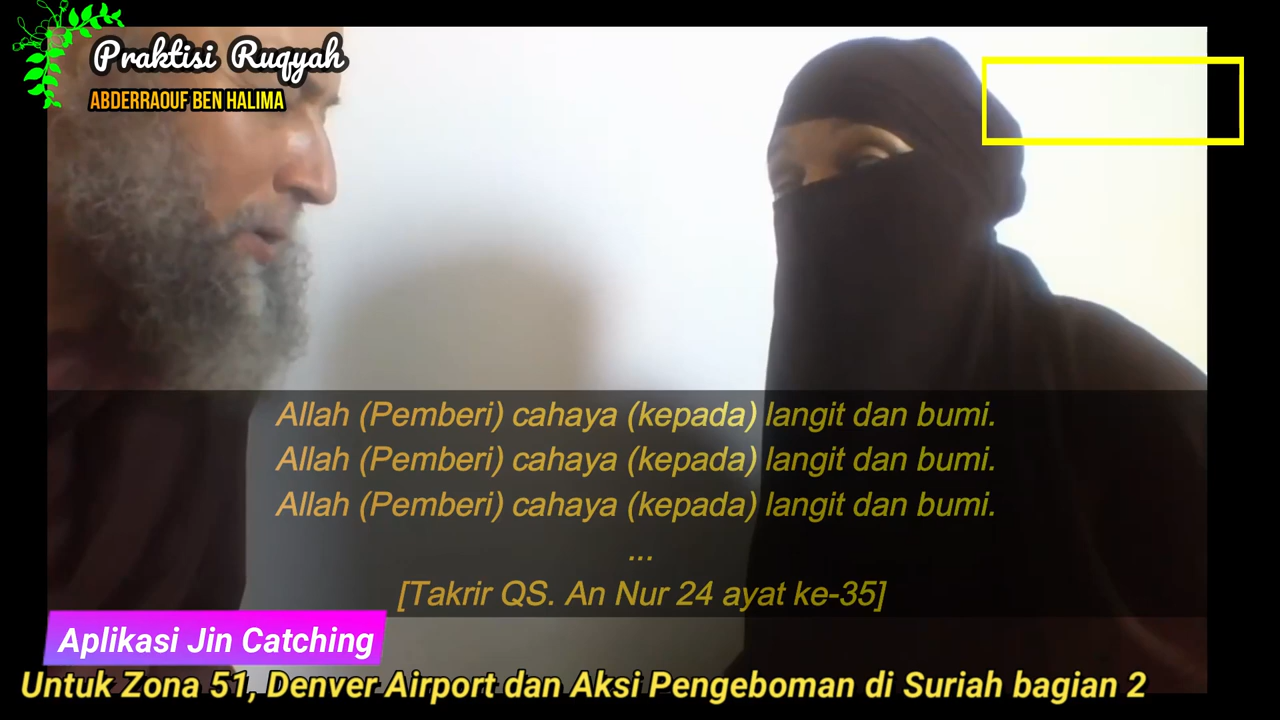 Praktisi Ruqyah
ABDERRAOUF BEN HALIMA
Allah (Pemberi) cahaya (kepada) langit dan bumi.
Allah (Pemberi) cahaya (kepada) langit dan bumi.
Allah (Pemberi) cahaya (kepada) langit dan bumi.
...
[Takrir QS. An Nur 24 ayat ke-35]
Aplikasi Jin Catching
Untuk Zona 51, Denver Airport dan Aksi Pengeboman di Suriah bagian 2